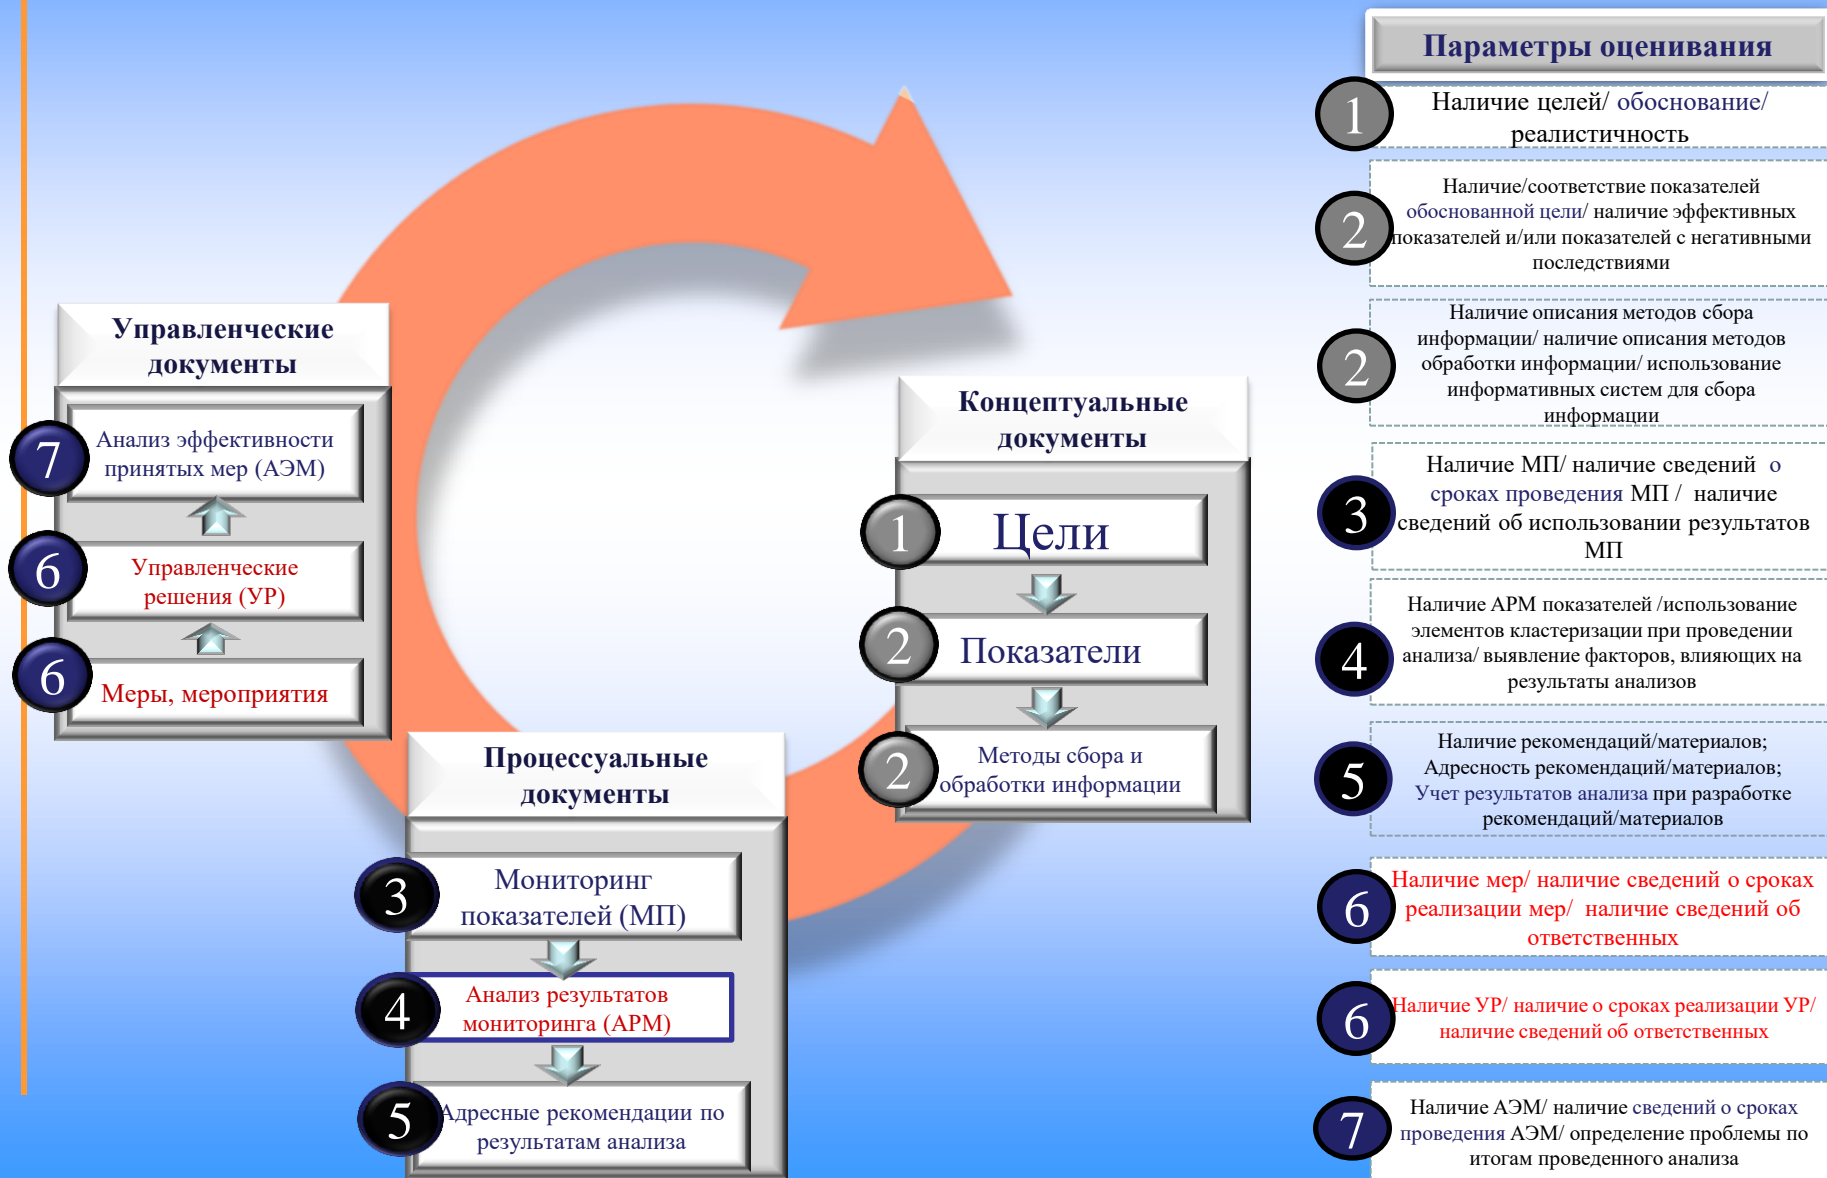 Управленческие
документы
7
Анализ эффективности
принятых мер (АЭМ)
6
Управленческие
решения (УР)
6
Меры, мероприятия
Процессуальные
документы
3
Мониторинг
показателей (МП)
4
Анализ результатов
мониторинга (АРМ)
5
Адресные рекомендации по
результатам анализа
Концептуальные
документы
1
Цели
2
Показатели
2
Методы сбора и
обработки информации
Параметры оценивания
1
Наличие целей/ обоснование/
реалистичность
2
Наличие/соответствие показателей
обоснованной цели/ наличие эффективных
показателей и/или показателей с негативными
последствиями
2
Наличие описания методов сбора
информации/ наличие описания методов
обработки информации/ использование
информативных систем для сбора
информации
3
Наличие МП/ наличие сведений о
сроках проведения МП / наличие
сведений об использовании результатов
МП
4
Наличие АРМ показателей /использование
элементов кластеризации при проведении
анализа/ выявление факторов, влияющих на
результаты анализов
5
Наличие рекомендаций/материалов;
Адресность рекомендаций/материалов;
Учет результатов анализа при разработке
рекомендаций/материалов
6
Наличие мер/ наличие сведений о сроках
реализации мер/ наличие сведений об
ответственных
6
Наличие УР/ наличие о сроках реализации УР/
наличие сведений об ответственных
7
Наличие АЭМ/ наличие сведений о сроках
проведения АЭМ/ определение проблемы по
итогам проведенного анализа